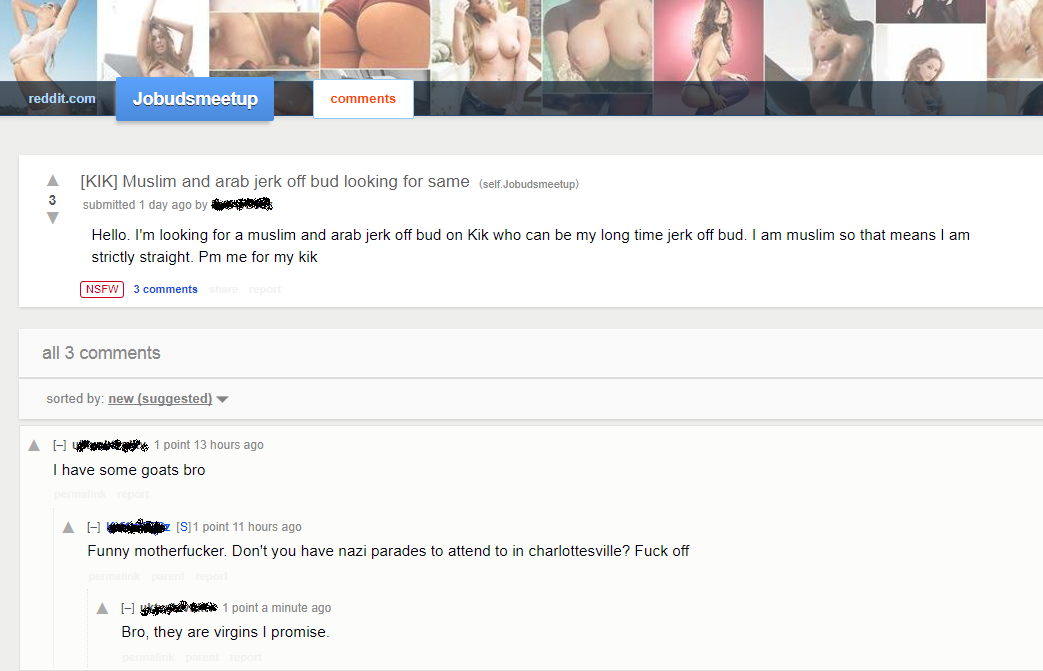 reddit.com Jobudsmeetup comments
3
[KIK] Muslim and arab jerk off bud looking for same (self.Jobudsmeetup)
submitted 1 day ago by
Hello. I'm looking for a muslim and arab jerk off bud on Kik who can be my long time jerk off bud. I am muslim so that means I am
strictly straight. Pm me for my kik
NSFW 3 comments share report
all 3 comments
sorted by: new (suggested)
[–] 1 point 13 hours ago
I have some goats bro
permalink report
[–] [S] 1 point 11 hours ago
Funny motherfucker. Don't you have nazi parades to attend to in charlottesville? Fuck off
permalink parent report
[–] 1 point a minute ago
Bro, they are virgins I promise.
permalink parent report